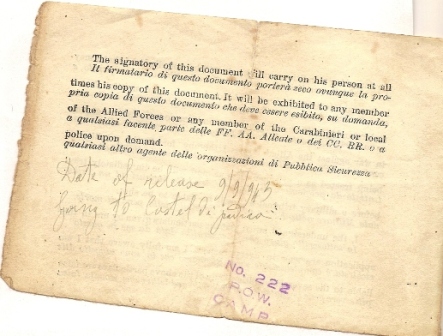 The signatory of this document will carry on his person at all
Il firmatario di questo documento porterà seco ovunque la pro-
times his copy of this document. It will be exhibited to any member
pria copia di questo documento che deve essere esibito, su domanda,
of the Allied Forces or any member of the Carabinieri or local
a qualsiasi facente parte delle FF. AA. Alleate o dei CC. RR. o a
police upon demand.
qualsiasi altro agente delle organizzazioni di Pubblica Sicurezza
Date of release 9/9/
Going to Castel di
No. 222
P.O.W.
CAMP